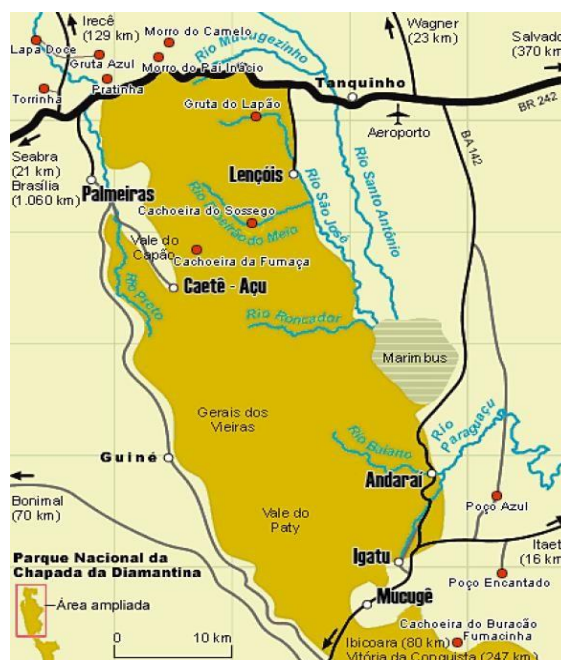 Irecê
(129 km)
Morro do Camelo
Rio Mucugezinho
Wagner
(23 km)
Salvador
(370 km)
Lapa Doce
Gruta Azul
Morro do Pai Inácio
Torrinha
Pratinha
Tanquinho
BR 242
Gruta do Lapão
Aeroporto
BA 142
Seabra
(21 km)
Brasília
(1.060 km)
Palmeiras
Lençóis
Rio Santo Antônio
Rio São José
Cachoeira do Sossego
Rio Ribeirão do Meio
Vale do
Capão
Cachoeira da Fumaça
Caetê - Açu
Rio Preto
Rio Roncador
Marimbus
Gerais dos
Vieiras
Rio Paraguaçu
Guiné
Rio Baiano
Andaraí
Bonimal
(70 km)
Vale do
Paty
Poço Azul
Igatu
Itaet
(16 km)
Parque Nacional da
Chapada da Diamantina
Poço Encantado
Mucugê
Área ampliada
Cachoeira do Buracão
Fumacinha
0 10 km
Ibicoara (80 km)
Vitória da Conquista (247 km)